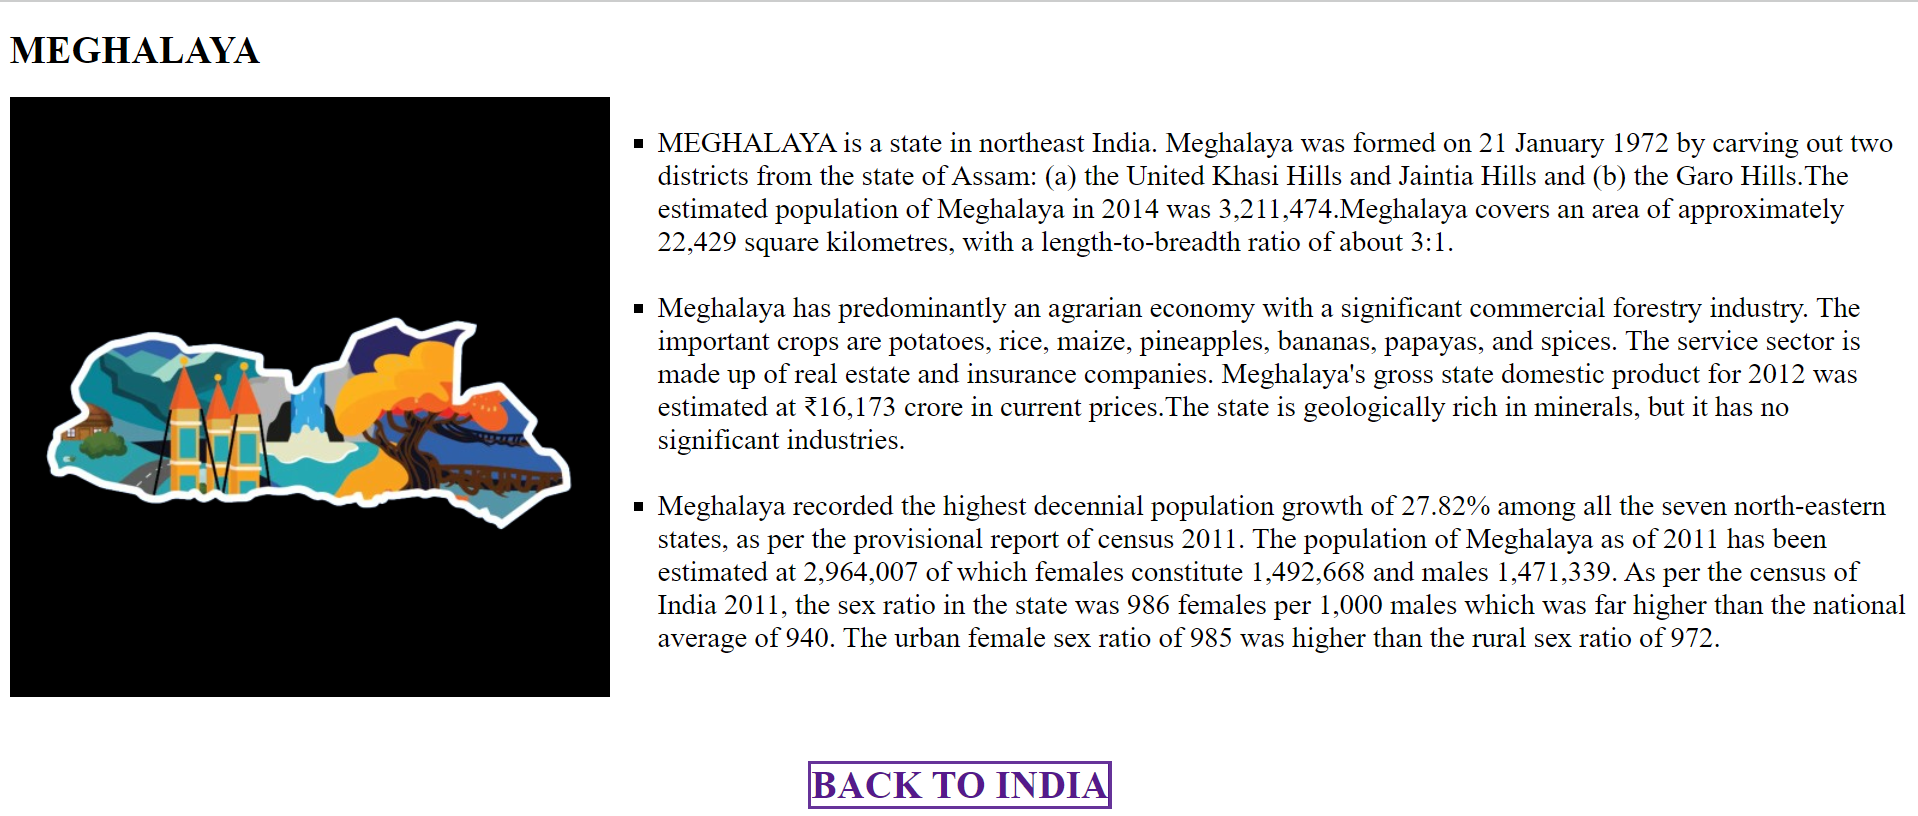 MEGHALAYA
MEGHALAYA is a state in northeast India. Meghalaya was formed on 21 January 1972 by carving out two
districts from the state of Assam: (a) the United Khasi Hills and Jaintia Hills and (b) the Garo Hills.The
estimated population of Meghalaya in 2014 was 3,211,474.Meghalaya covers an area of approximately
22,429 square kilometres, with a length-to-breadth ratio of about 3:1.
Meghalaya has predominantly an agrarian economy with a significant commercial forestry industry. The
important crops are potatoes, rice, maize, pineapples, bananas, papayas, and spices. The service sector is
made up of real estate and insurance companies. Meghalaya's gross state domestic product for 2012 was
estimated at ₹16,173 crore in current prices.The state is geologically rich in minerals, but it has no
significant industries.
Meghalaya recorded the highest decennial population growth of 27.82% among all the seven north-eastern
states, as per the provisional report of census 2011. The population of Meghalaya as of 2011 has been
estimated at 2,964,007 of which females constitute 1,492,668 and males 1,471,339. As per the census of
India 2011, the sex ratio in the state was 986 females per 1,000 males which was far higher than the national
average of 940. The urban female sex ratio of 985 was higher than the rural sex ratio of 972.
BACK TO INDIA